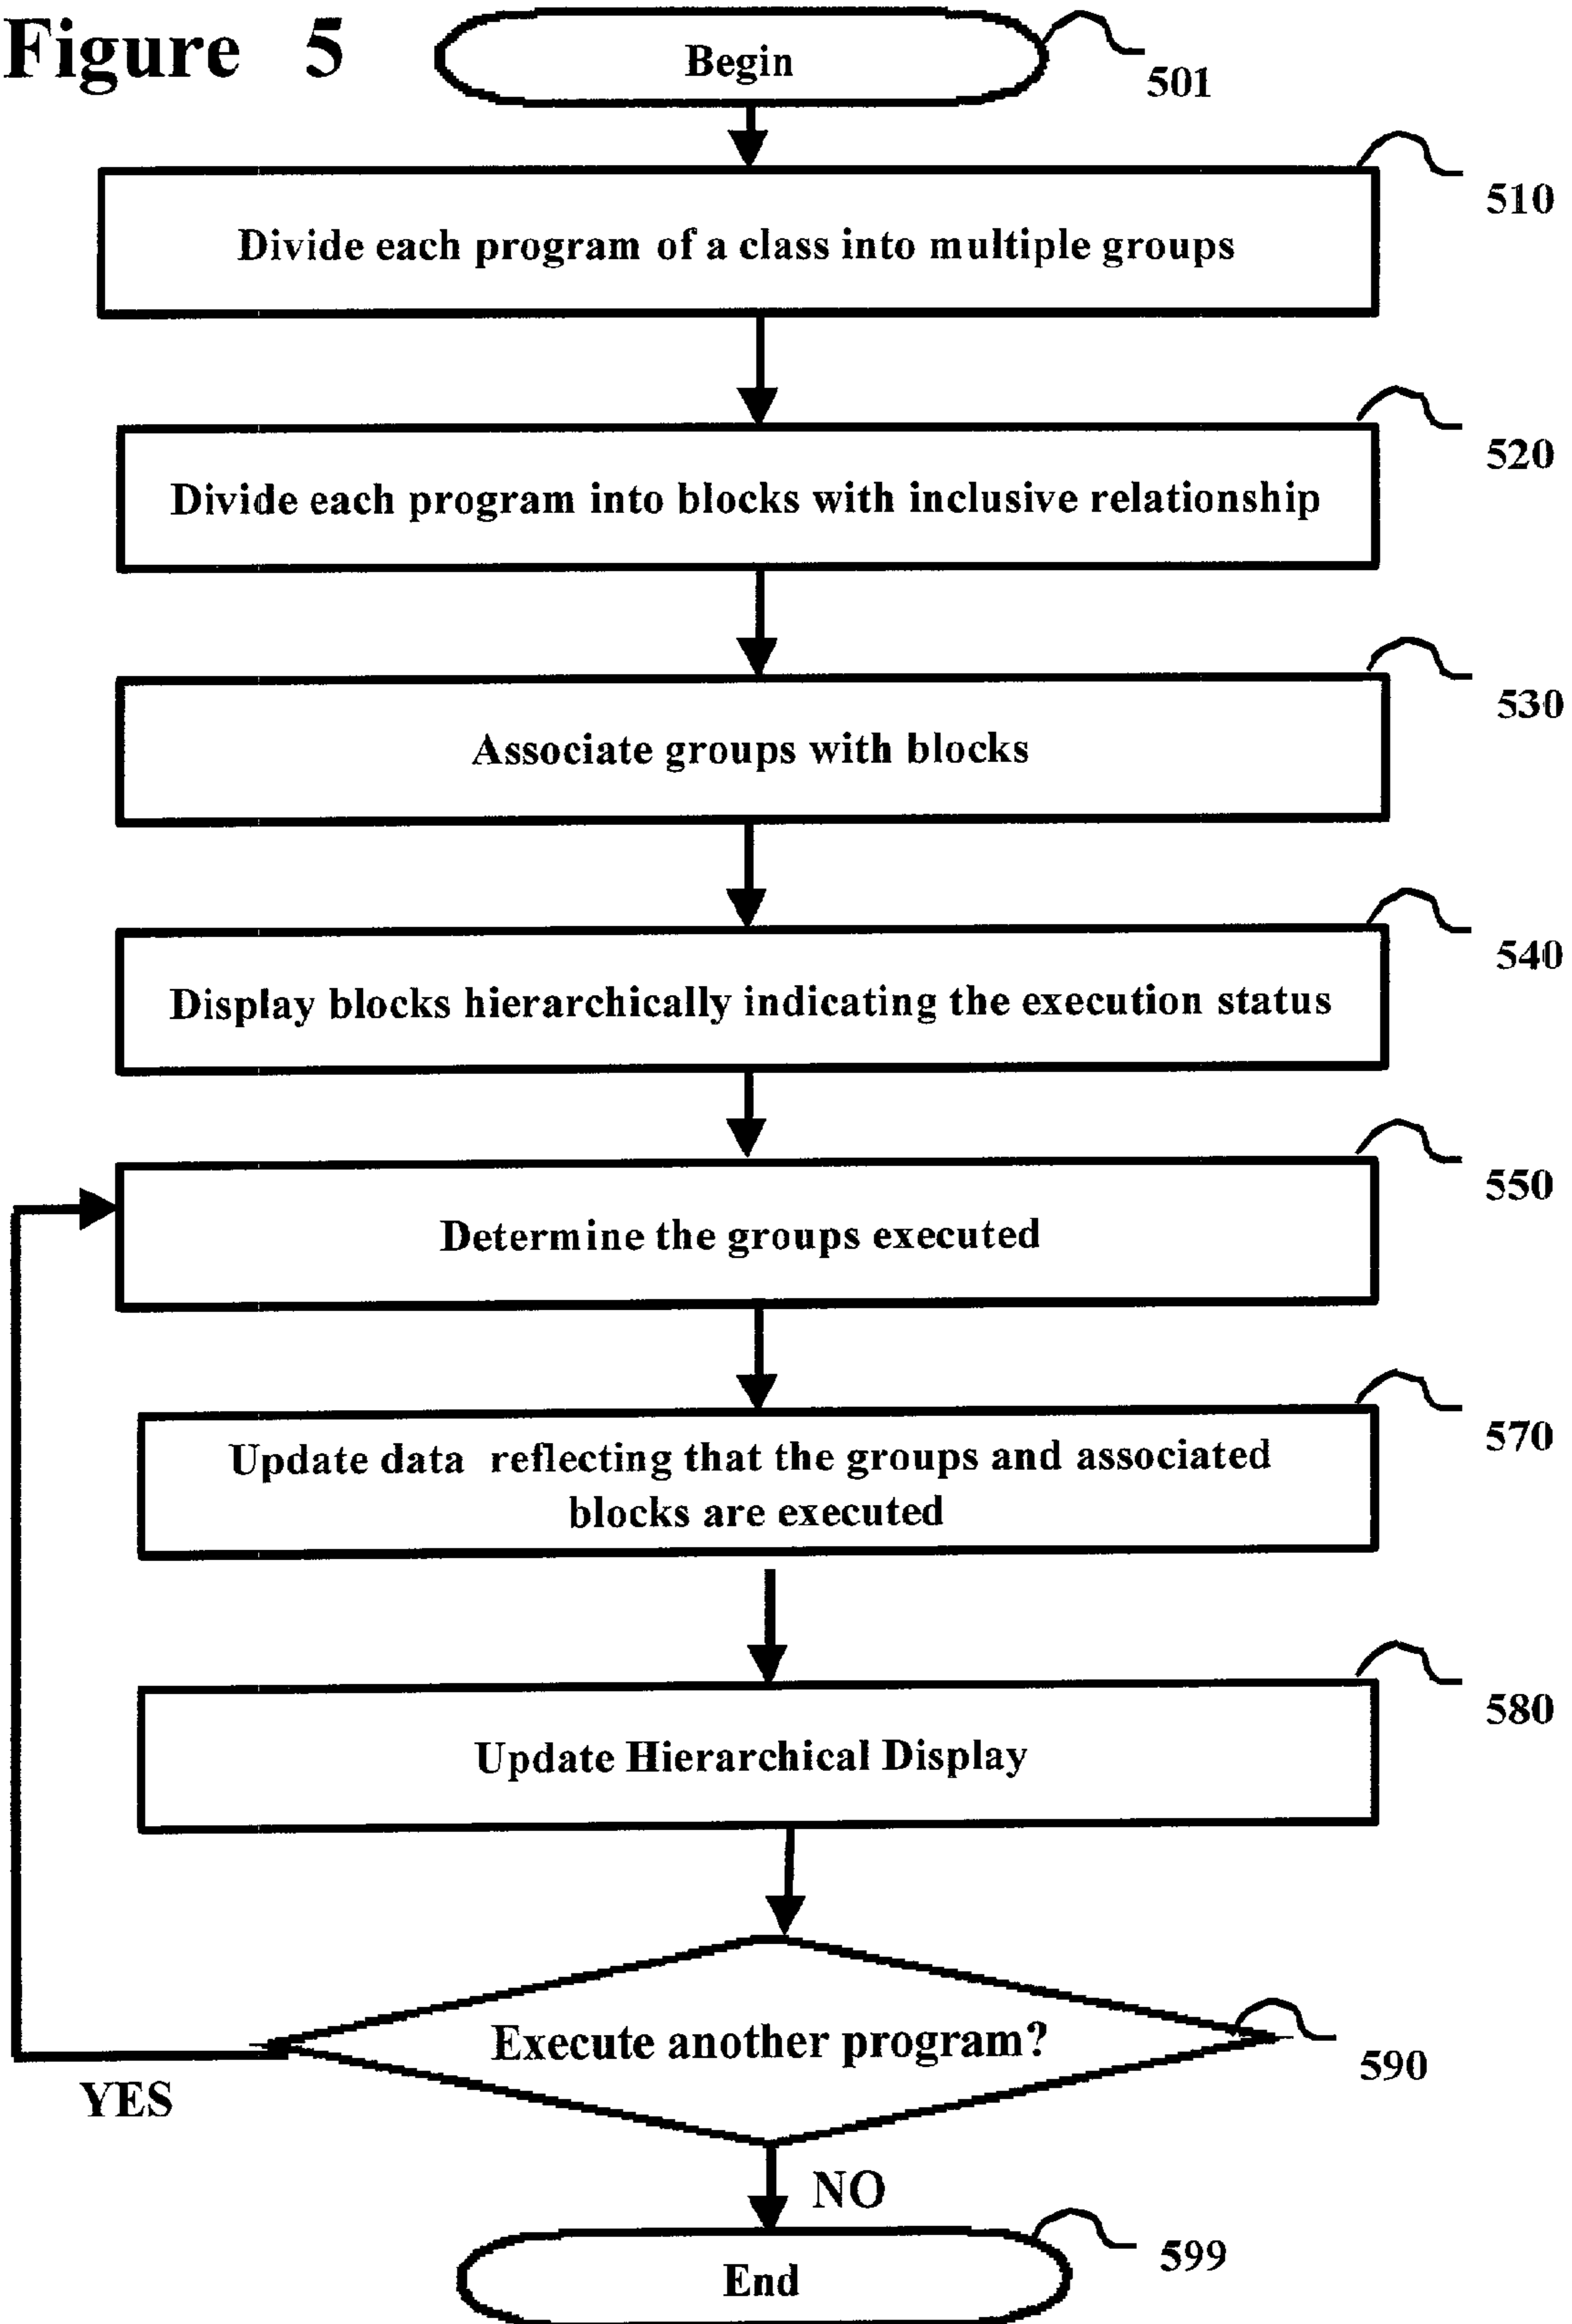 Figure 5
Begin
501
510
Divide each program of a class into multiple groups
520
Divide each program into blocks with inclusive relationship
530
Associate groups with blocks
540
Display blocks hierarchically indicating the execution status
550
Determine the groups executed
570
Update data reflecting that the groups and associated
blocks are executed
580
Update Hierarchical Display
Execute another program?
590
YES
NO
599
End